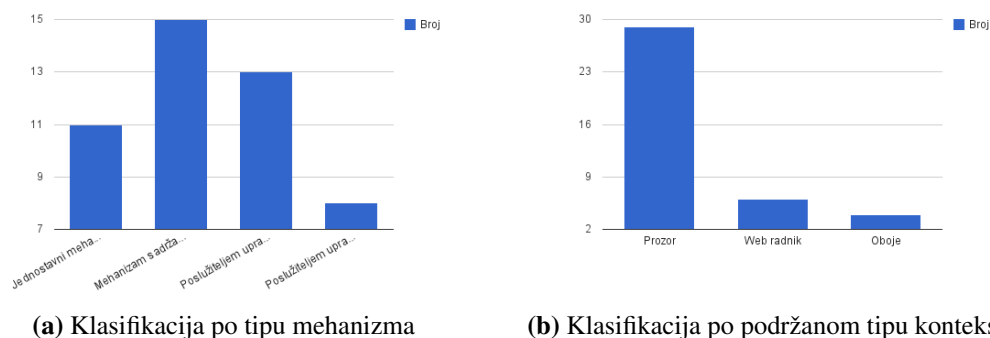 15
13
11
9
7
Jednostavni meha...
Mehanizam sadrža...
Poslužiteljem upra...
Poslužiteljem upra...
Broj
(a) Klasifikacija po tipu mehanizma
30
23
16
9
2
Prozor
Web radnik
Oboje
Broj
(b) Klasifikacija po podržanom tipu konteks